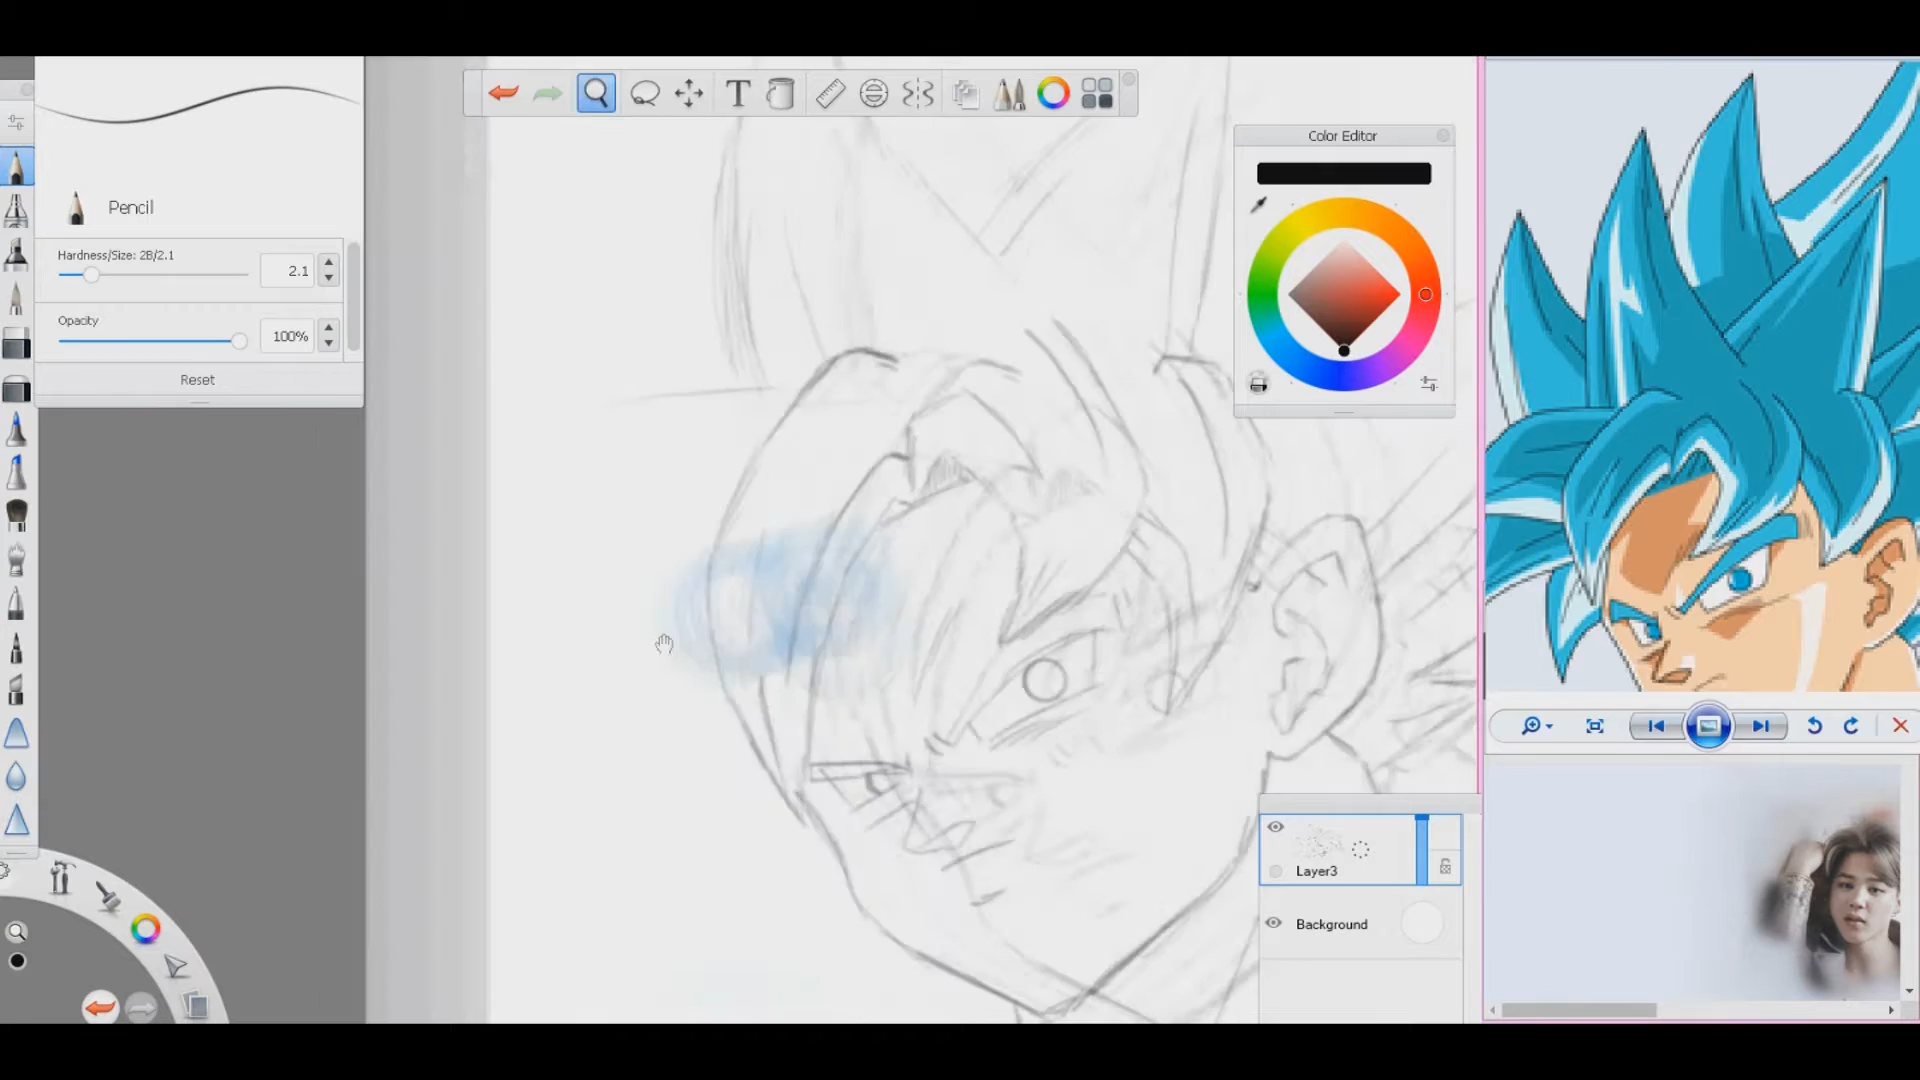 Color Editor
Pencil
Hardness/Size: 2B/2.1
2.1
Opacity
100%
Reset
Layer3
Background